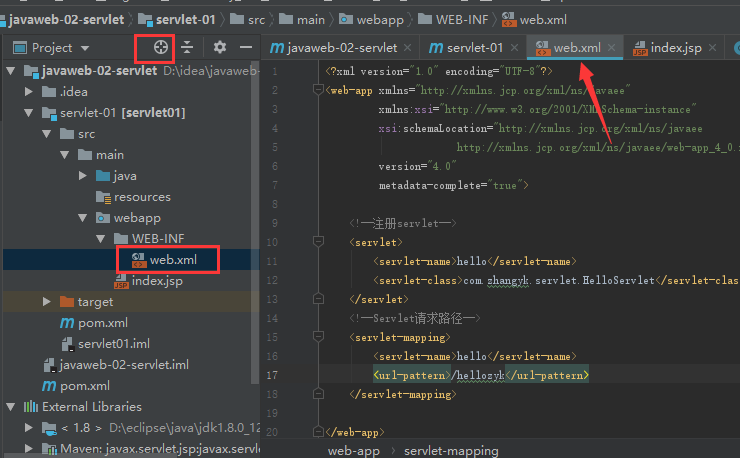 javaweb-02-servlet servlet-01 src main webapp WEB-INF web.xml
Project
javaweb-02-servlet D:\idea\javaweb-
.idea
servlet-01 [servlet01]
src
main
java
resources
webapp
WEB-INF
web.xml
index.jsp
target
pom.xml
servlet01.iml
javaweb-02-servlet.iml
pom.xml
External Libraries
< 1.8 > D:\eclipse\java\jdk1.8.0_12
Maven: javax.servlet.jsp:javax.servle
javaweb-02-servlet servlet-01 web.xml index.jsp
1 <?xml version="1.0" encoding="UTF-8"?>
2 <web-app xmlns="http://xmlns.jcp.org/xml/ns/javaee"
3 xmlns:xsi="http://www.w3.org/2001/XMLSchema-instance"
4 xsi:schemaLocation="http://xmlns.jcp.org/xml/ns/javaee
5 http://xmlns.jcp.org/xml/ns/javaee/web-app_4_0.
6 version="4.0"
7 metadata-complete="true">
8
9 <!--注册servlet-->
10 <servlet>
11 <servlet-name>hello</servlet-name>
12 <servlet-class>com.zhangyk.servlet.HelloServlet</servlet-clas
13 </servlet>
14 <!--Servlet请求路径-->
15 <servlet-mapping>
16 <servlet-name>hello</servlet-name>
17 <url-pattern>/hellozyk</url-pattern>
18 </servlet-mapping>
19
20 </web-app>
web-app servlet-mapping